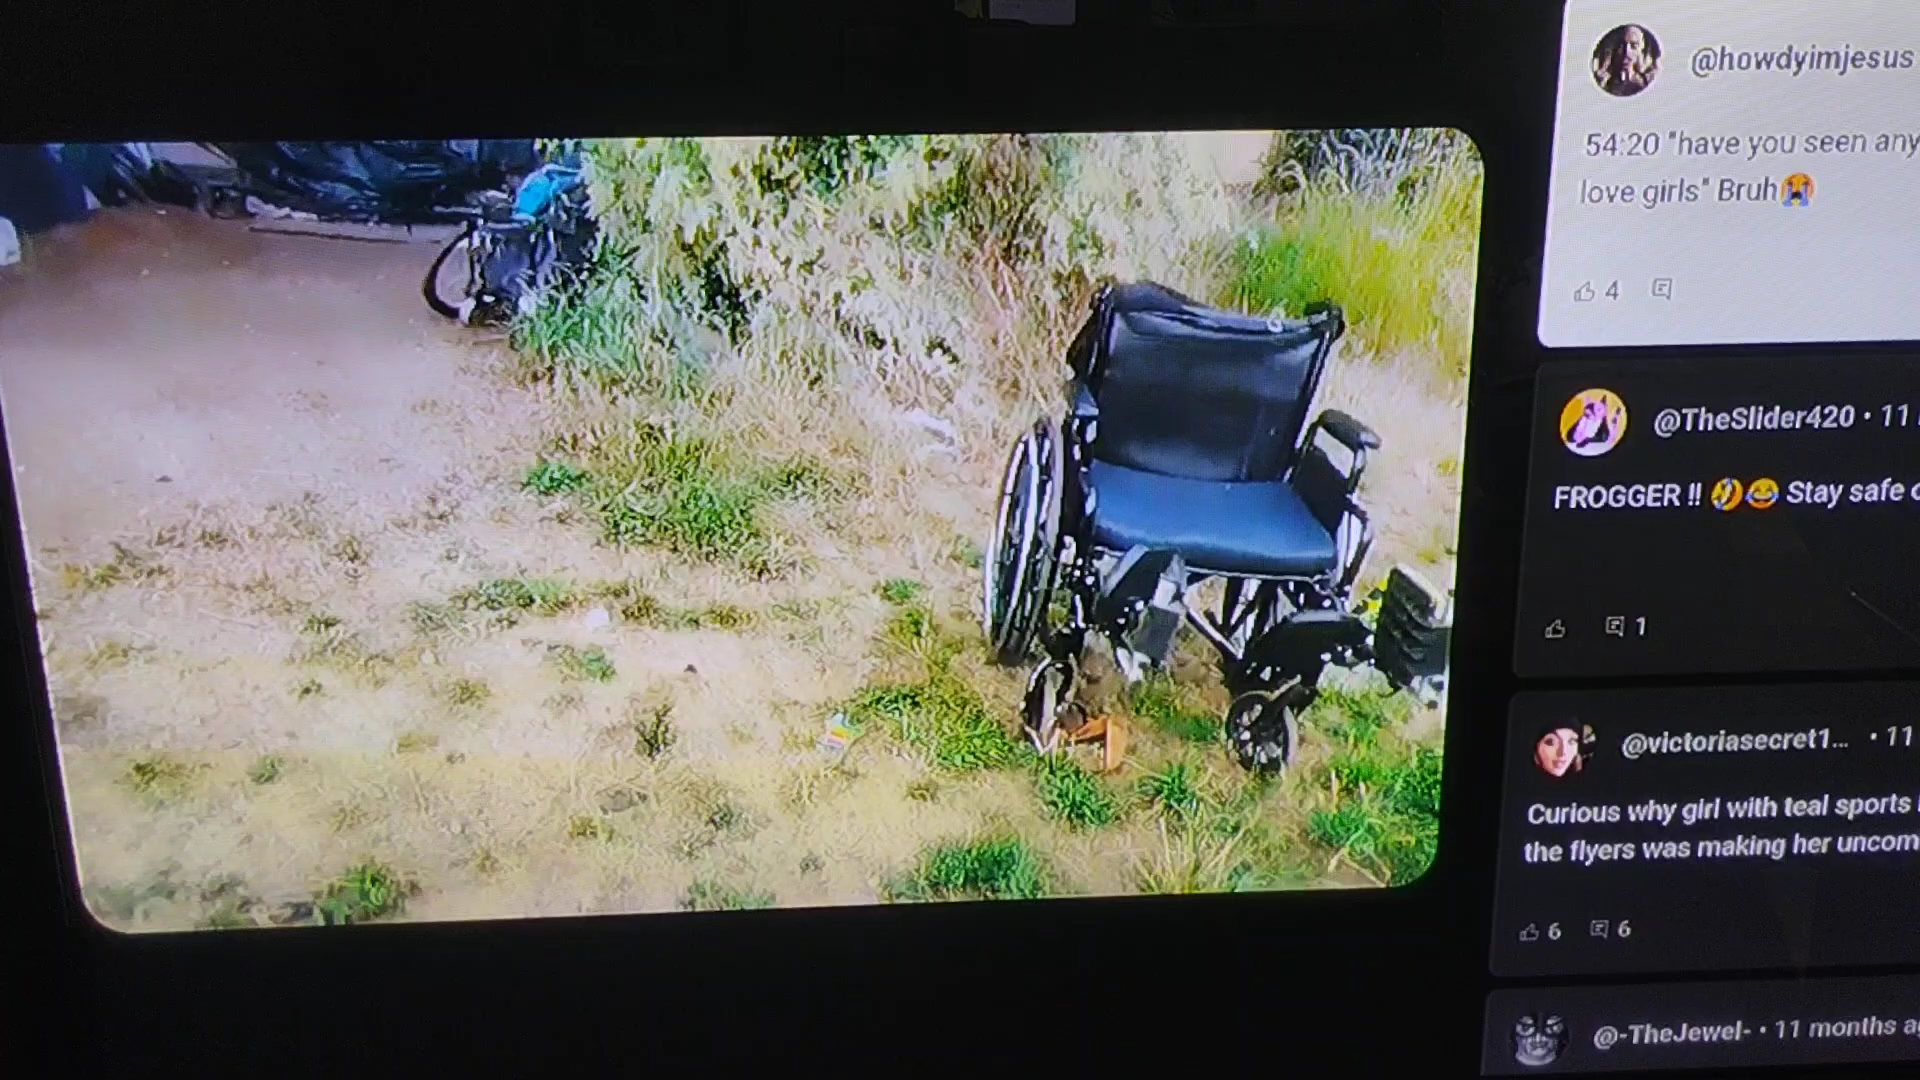 @howdyimjesus
54:20 "have you seen any
love girls" Bruh😭
4
@TheSlider420 • 11
FROGGER !! 🤣😂 Stay safe
1
@victoriasecret1... • 11
Curious why girl with teal sports
the flyers was making her uncom
6 6
@-TheJewel- • 11 months a